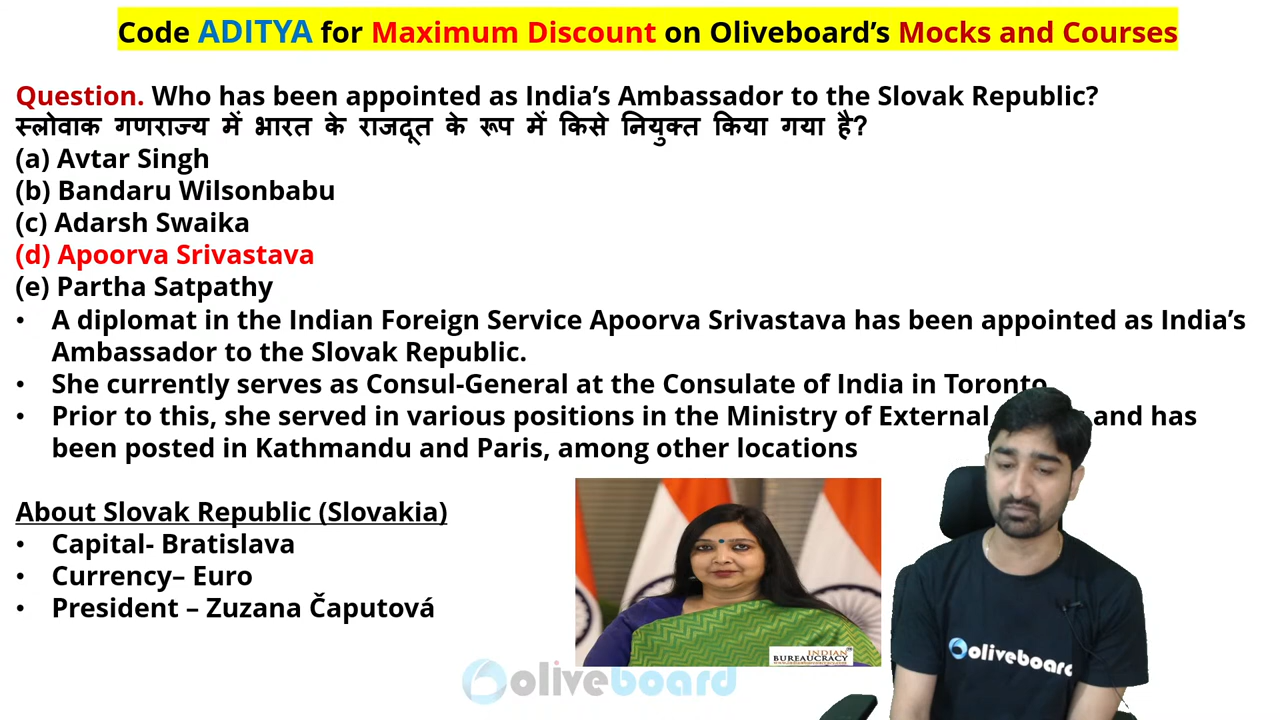 Code ADITYA for Maximum Discount on Oliveboard’s Mocks and Courses
Question. Who has been appointed as India’s Ambassador to the Slovak Republic?
स्लोवाक गणराज्य में भारत के राजदूत के रूप में किसे नियुक्त किया गया है?
(a) Avtar Singh
(b) Bandaru Wilsonbabu
(c) Adarsh Swaika
(d) Apoorva Srivastava
(e) Partha Satpathy
• A diplomat in the Indian Foreign Service Apoorva Srivastava has been appointed as India’s
Ambassador to the Slovak Republic.
• She currently serves as Consul-General at the Consulate of India in Toronto
• Prior to this, she served in various positions in the Ministry of External and has
been posted in Kathmandu and Paris, among other locations
About Slovak Republic (Slovakia)
• Capital- Bratislava
• Currency– Euro
• President – Zuzana Čaputová
INDIAN
BUREAUCRACY
oliveboard
oliveboard